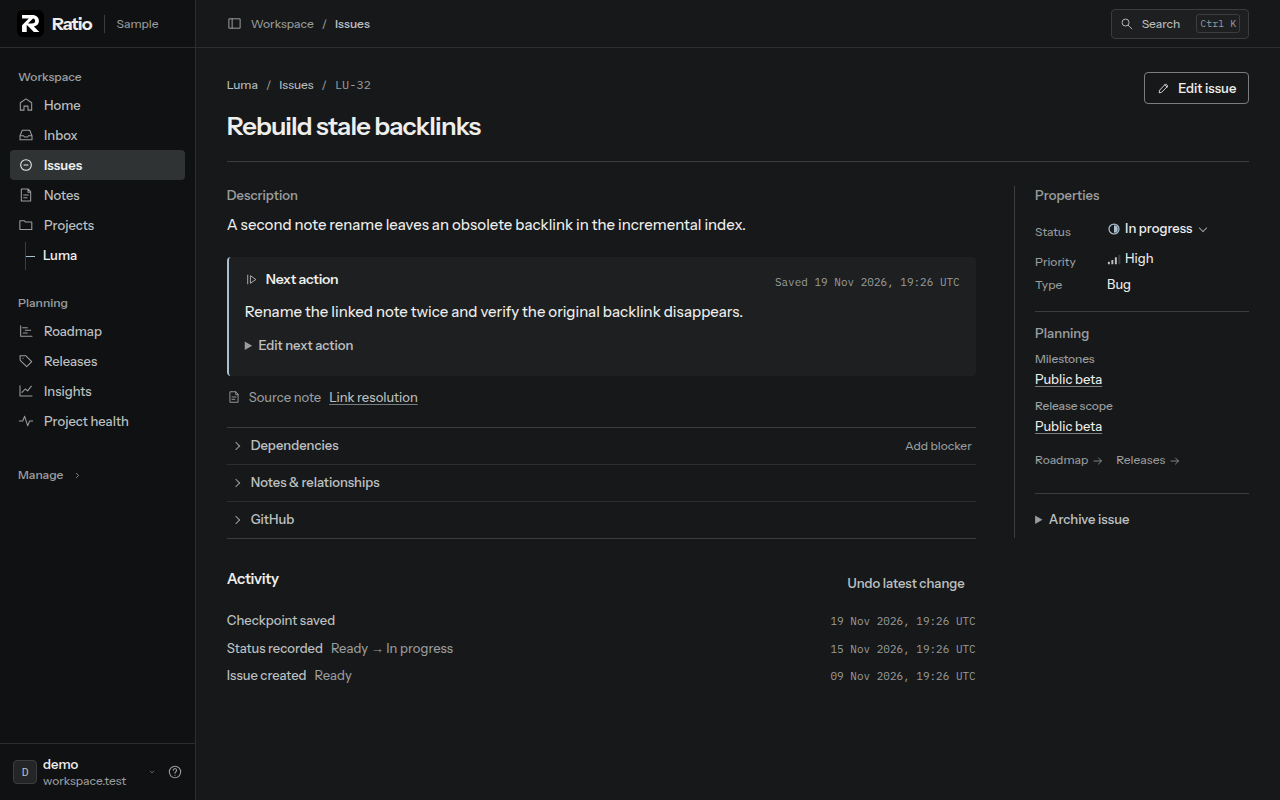 Ratio
Sample
Workspace / Issues
Search Ctrl K
Workspace
Home
Inbox
Issues
Notes
Projects
Luma
Planning
Roadmap
Releases
Insights
Project health
Manage
D
demo
workspace.test
Luma / Issues / LU-32
Edit issue
Rebuild stale backlinks
Description
A second note rename leaves an obsolete backlink in the incremental index.
Next action
Saved 19 Nov 2026, 19:26 UTC
Rename the linked note twice and verify the original backlink disappears.
Edit next action
Source note Link resolution
Dependencies
Add blocker
Notes & relationships
GitHub
Activity
Undo latest change
Checkpoint saved
19 Nov 2026, 19:26 UTC
Status recorded Ready → In progress
15 Nov 2026, 19:26 UTC
Issue created Ready
09 Nov 2026, 19:26 UTC
Properties
Status In progress
Priority High
Type Bug
Planning
Milestones
Public beta
Release scope
Public beta
Roadmap → Releases →
Archive issue